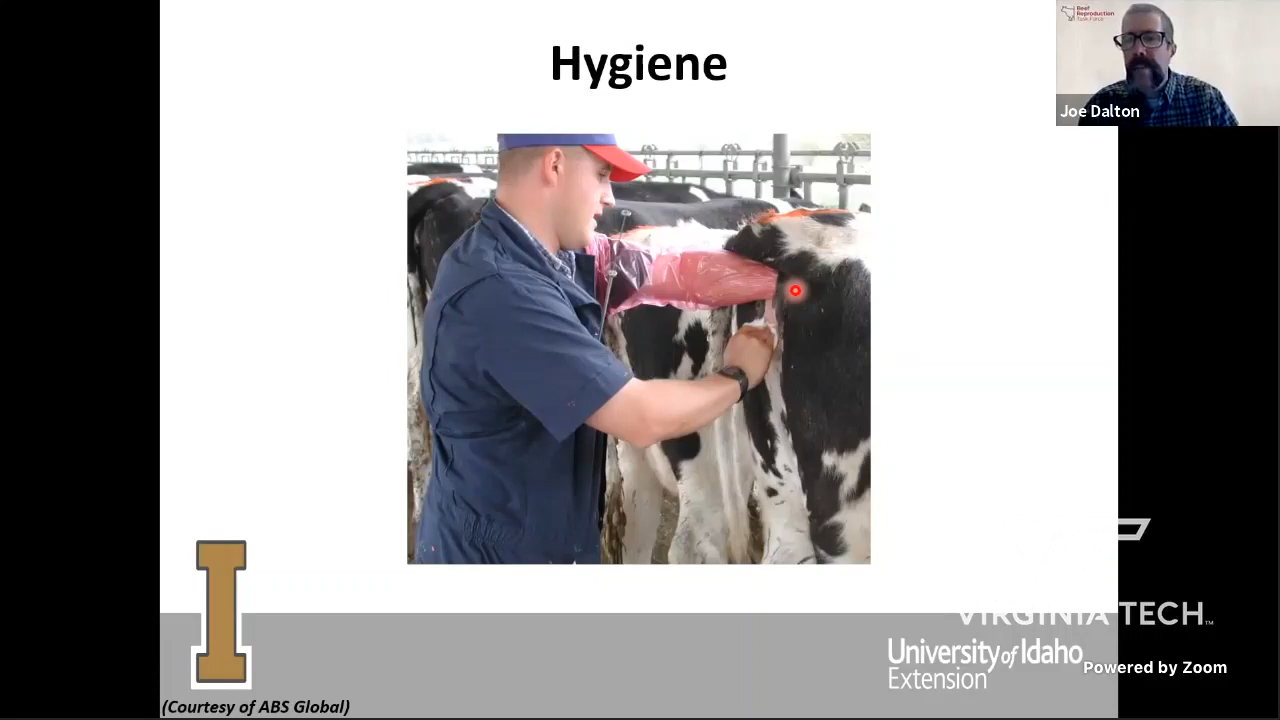 Hygiene
Beef
Reproduction
Task Force
Joe Dalton
VIRGINIA TECH™
University of Idaho
Extension
Powered by Zoom
(Courtesy of ABS Global)